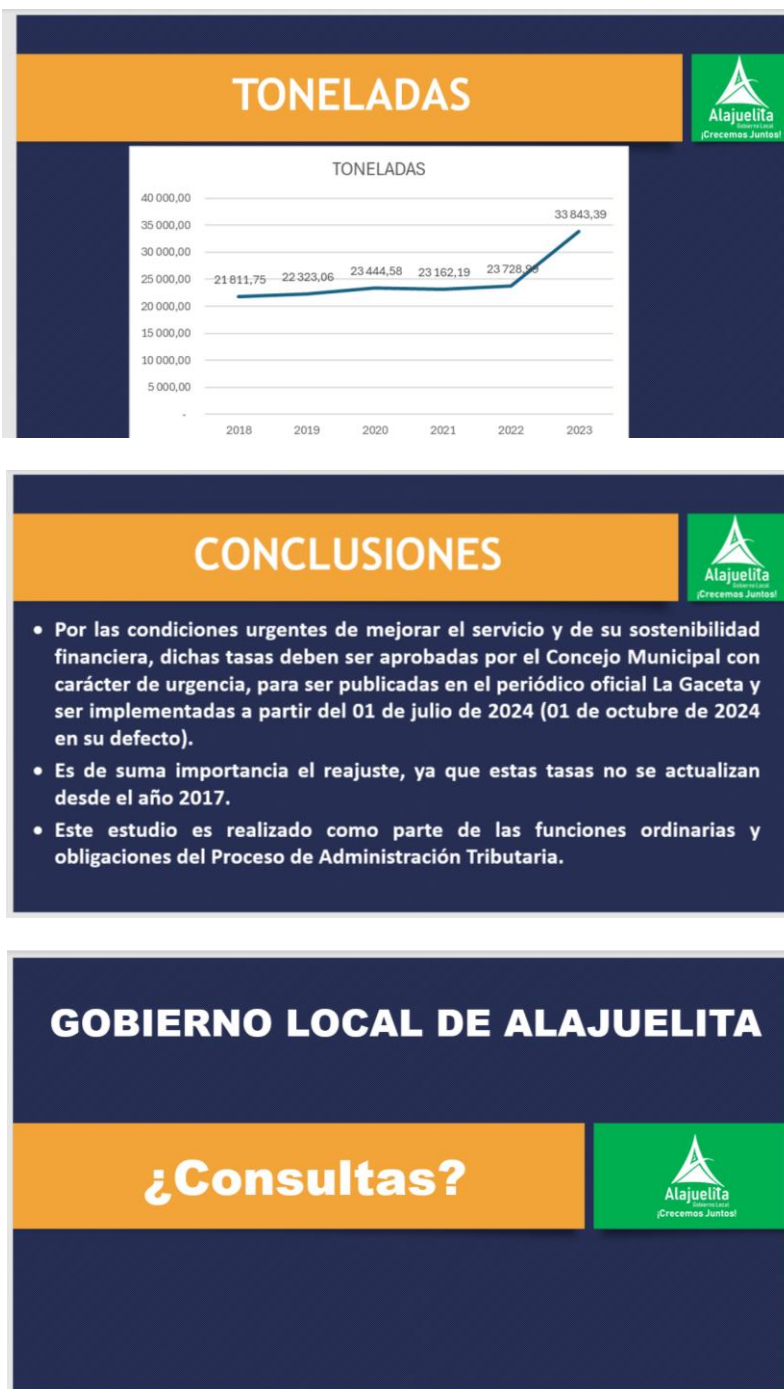 TONELADAS
Alajuelita
Gobierno Local
¡Crecemos Juntos!
TONELADAS
40 000,00
35 000,00
30 000,00
25 000,00
20 000,00
15 000,00
10 000,00
5 000,00
-
21 811,75 22 323,06 23 444,58 23 162,19 23 728,99 33 843,39
2018 2019 2020 2021 2022 2023
CONCLUSIONES
Alajuelita
Gobierno Local
¡Crecemos Juntos!
• Por las condiciones urgentes de mejorar el servicio y de su sostenibilidad
financiera, dichas tasas deben ser aprobadas por el Concejo Municipal con
carácter de urgencia, para ser publicadas en el periódico oficial La Gaceta y
ser implementadas a partir del 01 de julio de 2024 (01 de octubre de 2024
en su defecto).
• Es de suma importancia el reajuste, ya que estas tasas no se actualizan
desde el año 2017.
• Este estudio es realizado como parte de las funciones ordinarias y
obligaciones del Proceso de Administración Tributaria.
GOBIERNO LOCAL DE ALAJUELITA
¿Consultas?
Alajuelita
Gobierno Local
¡Crecemos Juntos!